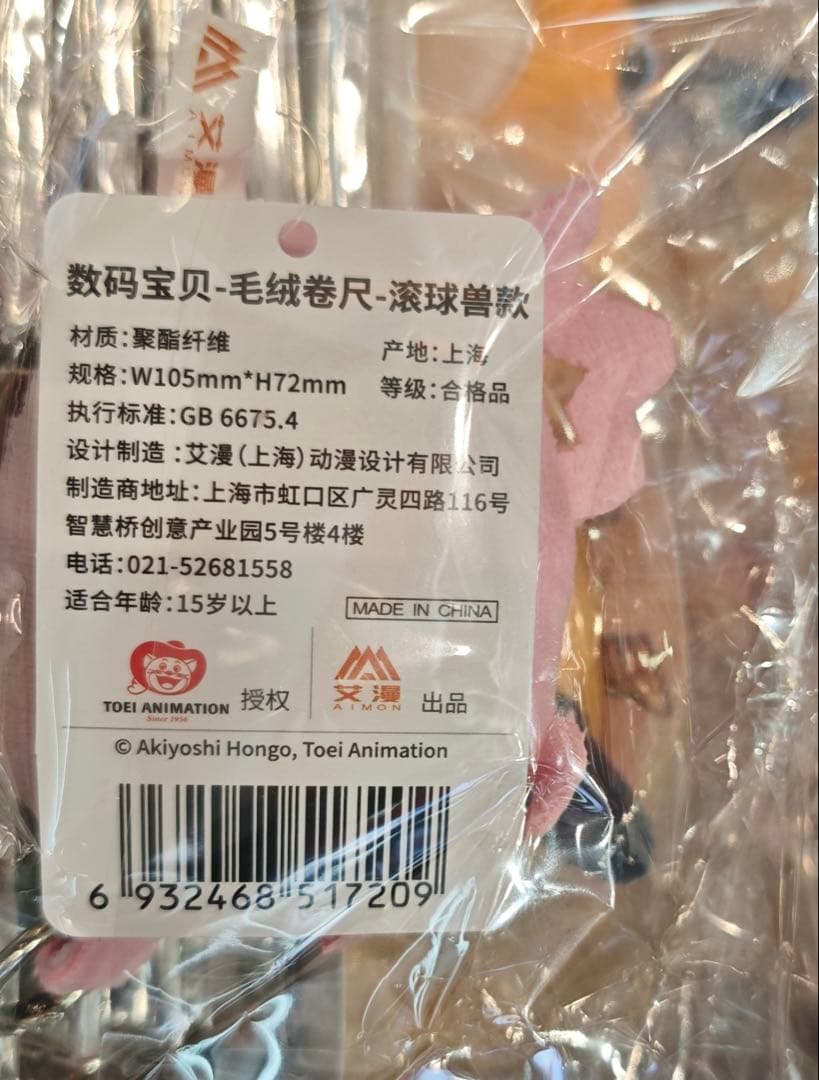 艾漫
数码宝贝-毛绒卷尺-滚球兽款
材质:聚酯纤维
产地:上海
规格:W105mm*H72mm
等级:合格品
执行标准:GB 6675.4
设计制造:艾漫(上海)动漫设计有限公司
制造商地址:上海市虹口区广灵四路116号
智慧桥创意产业园5号楼4楼
电话:021-52681558
适合年龄:15岁以上
MADE IN CHINA
TOEI ANIMATION 授权
Since 1956
艾漫 出品
AIMON
© Akiyoshi Hongo, Toei Animation
6 932468 517209